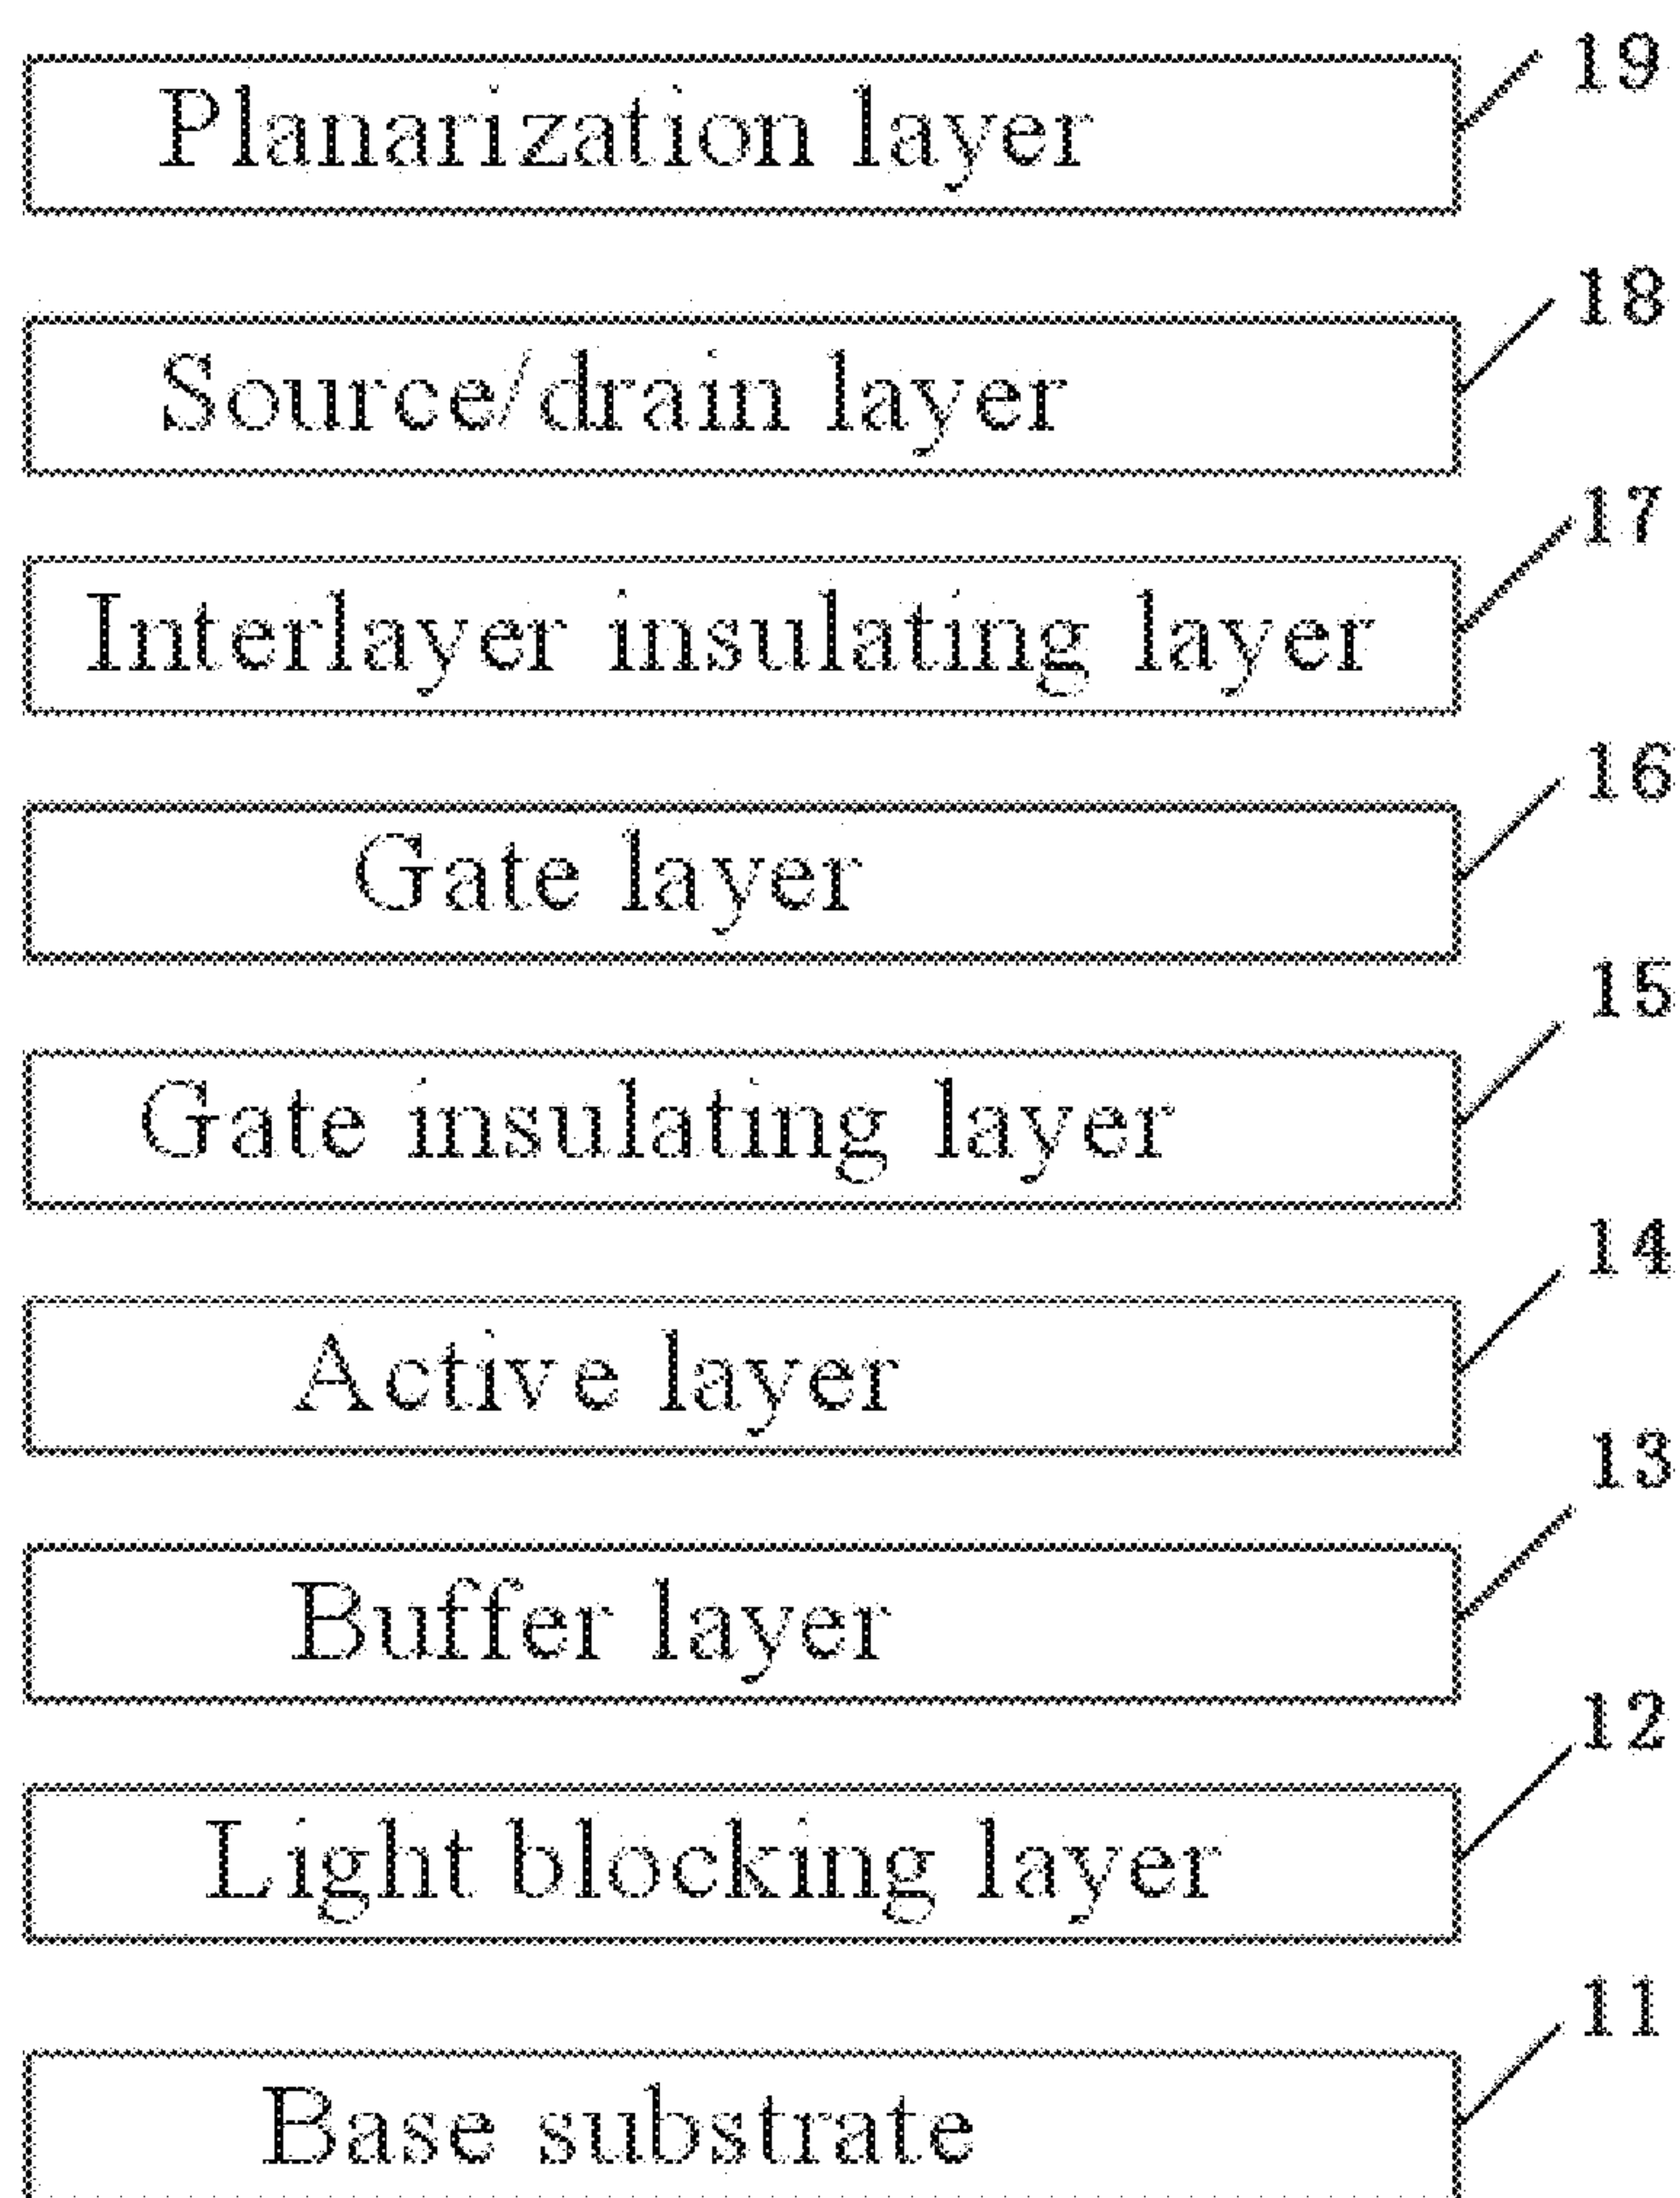 19
Planarization layer
18
Source/drain layer
17
Interlayer insulating layer
16
Gate layer
15
Gate insulating layer
14
Active layer
13
Buffer layer
12
Light blocking layer
11
Base substrate